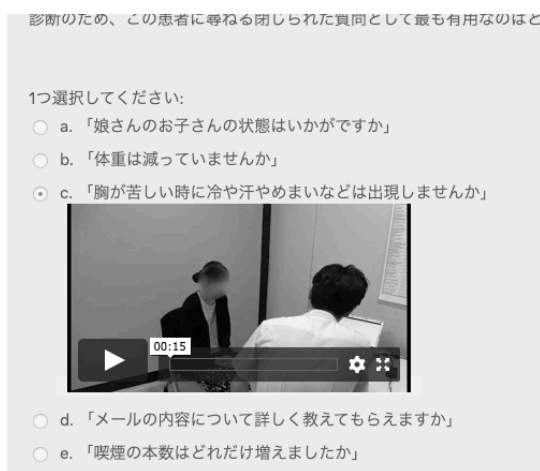 診断のため、この患者に尋ねる閉じられた質問として最も有用なのはど
1つ選択してください:
a. 「娘さんのお子さんの状態はいかがですか」
b. 「体重は減っていませんか」
c. 「胸が苦しい時に冷や汗やめまいなどは出現しませんか」
00:15
d. 「メールの内容について詳しく教えてもらえますか」
e. 「喫煙の本数はどれだけ増えましたか」